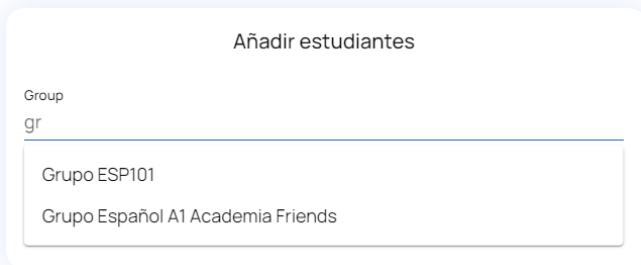 Añadir estudiantes
Group
gr
Grupo ESP101
Grupo Español A1 Academia Friends